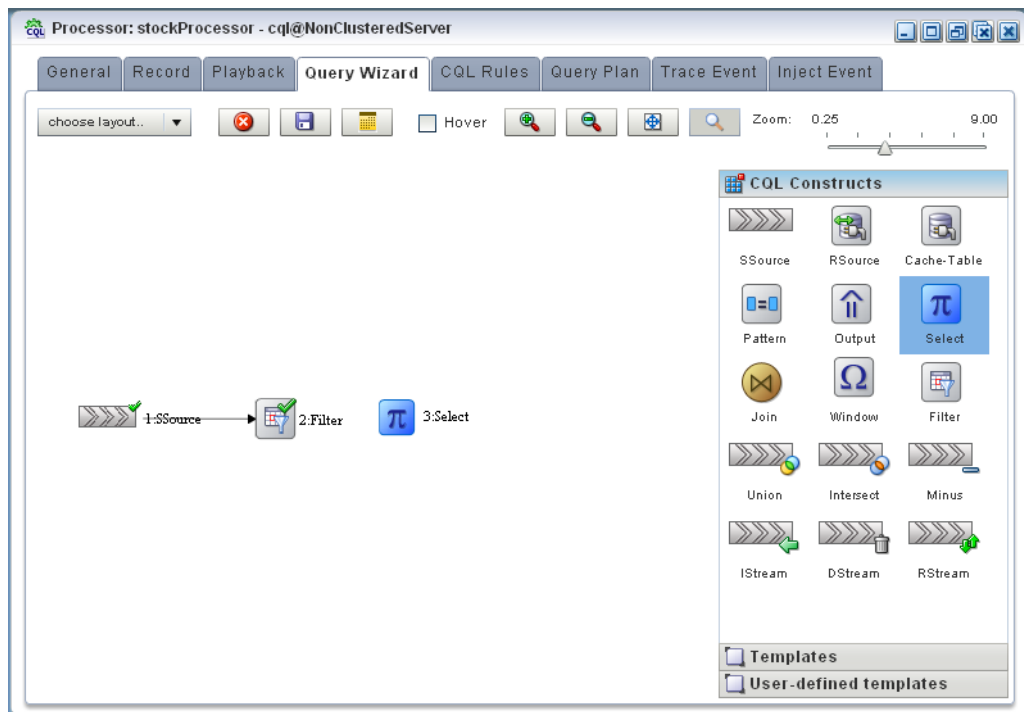 CQL Processor: stockProcessor - cql@NonClusteredServer
General Record Playback Query Wizard CQL Rules Query Plan Trace Event Inject Event
choose layout.. Hover Zoom: 0.25 9.00
CQL Constructs
SSource RSource Cache-Table
π
Pattern Output Select
Ω
Join Window Filter
1:SSource 2:Filter π 3:Select
Union Intersect Minus
IStream DStream RStream
Templates
User-defined templates